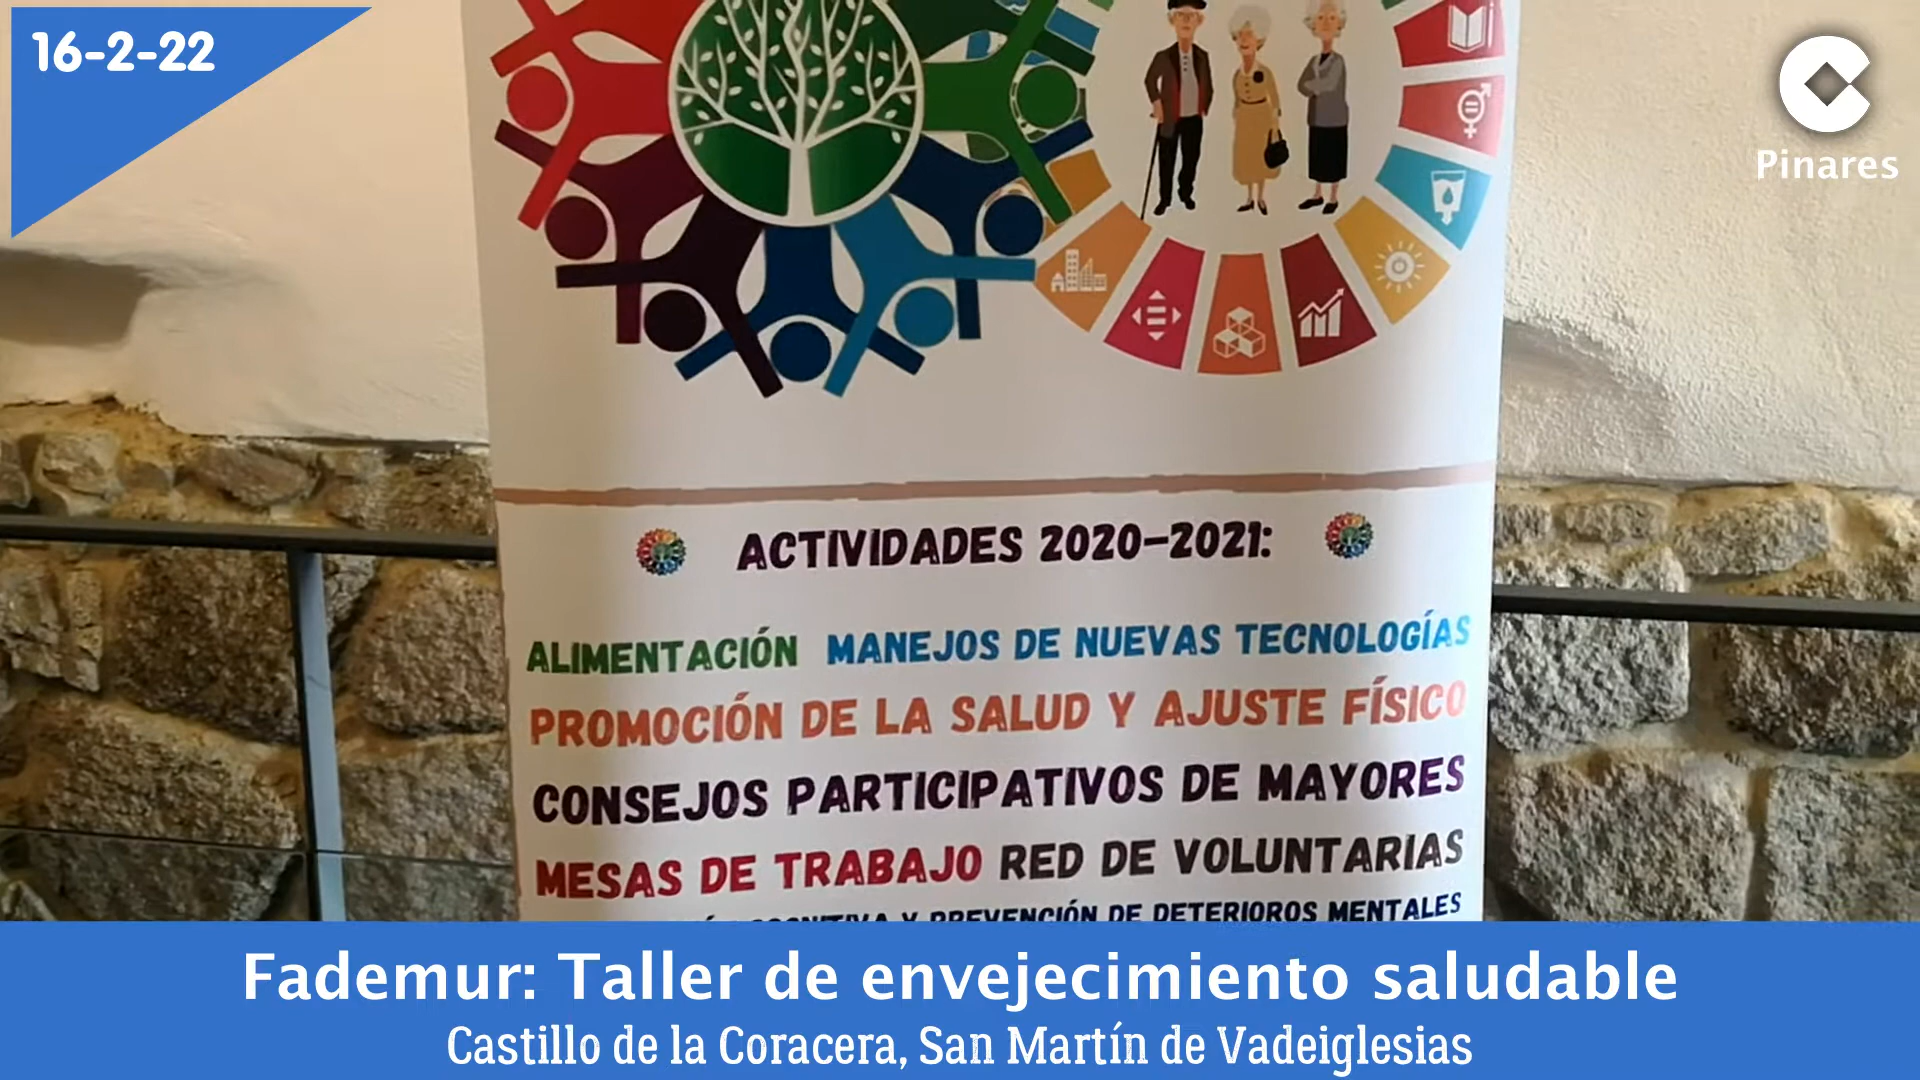 16-2-22
Pinares
ACTIVIDADES 2020-2021:
ALIMENTACIÓN MANEJOS DE NUEVAS TECNOLOGÍAS
PROMOCIÓN DE LA SALUD Y AJUSTE FÍSICO
CONSEJOS PARTICIPATIVOS DE MAYORES
MESAS DE TRABAJO RED DE VOLUNTARIAS
COGNITIVA Y PREVENCIÓN DE DETERIOROS MENTALES
Fademur: Taller de envejecimiento saludable
Castillo de la Coracera, San Martín de Vadeiglesias